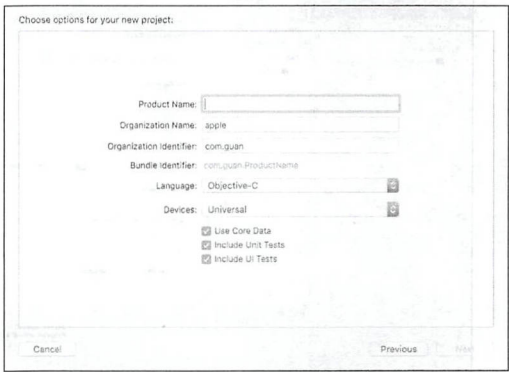 Choose options for your new project:
Product Name:
Organization Name: apple
Organization Identifier: com.guan
Bundle Identifier: com.guan.ProductName
Language: Objective-C
Devices: Universal
Use Core Data
Include Unit Tests
Include UI Tests
Cancel
Previous
Next